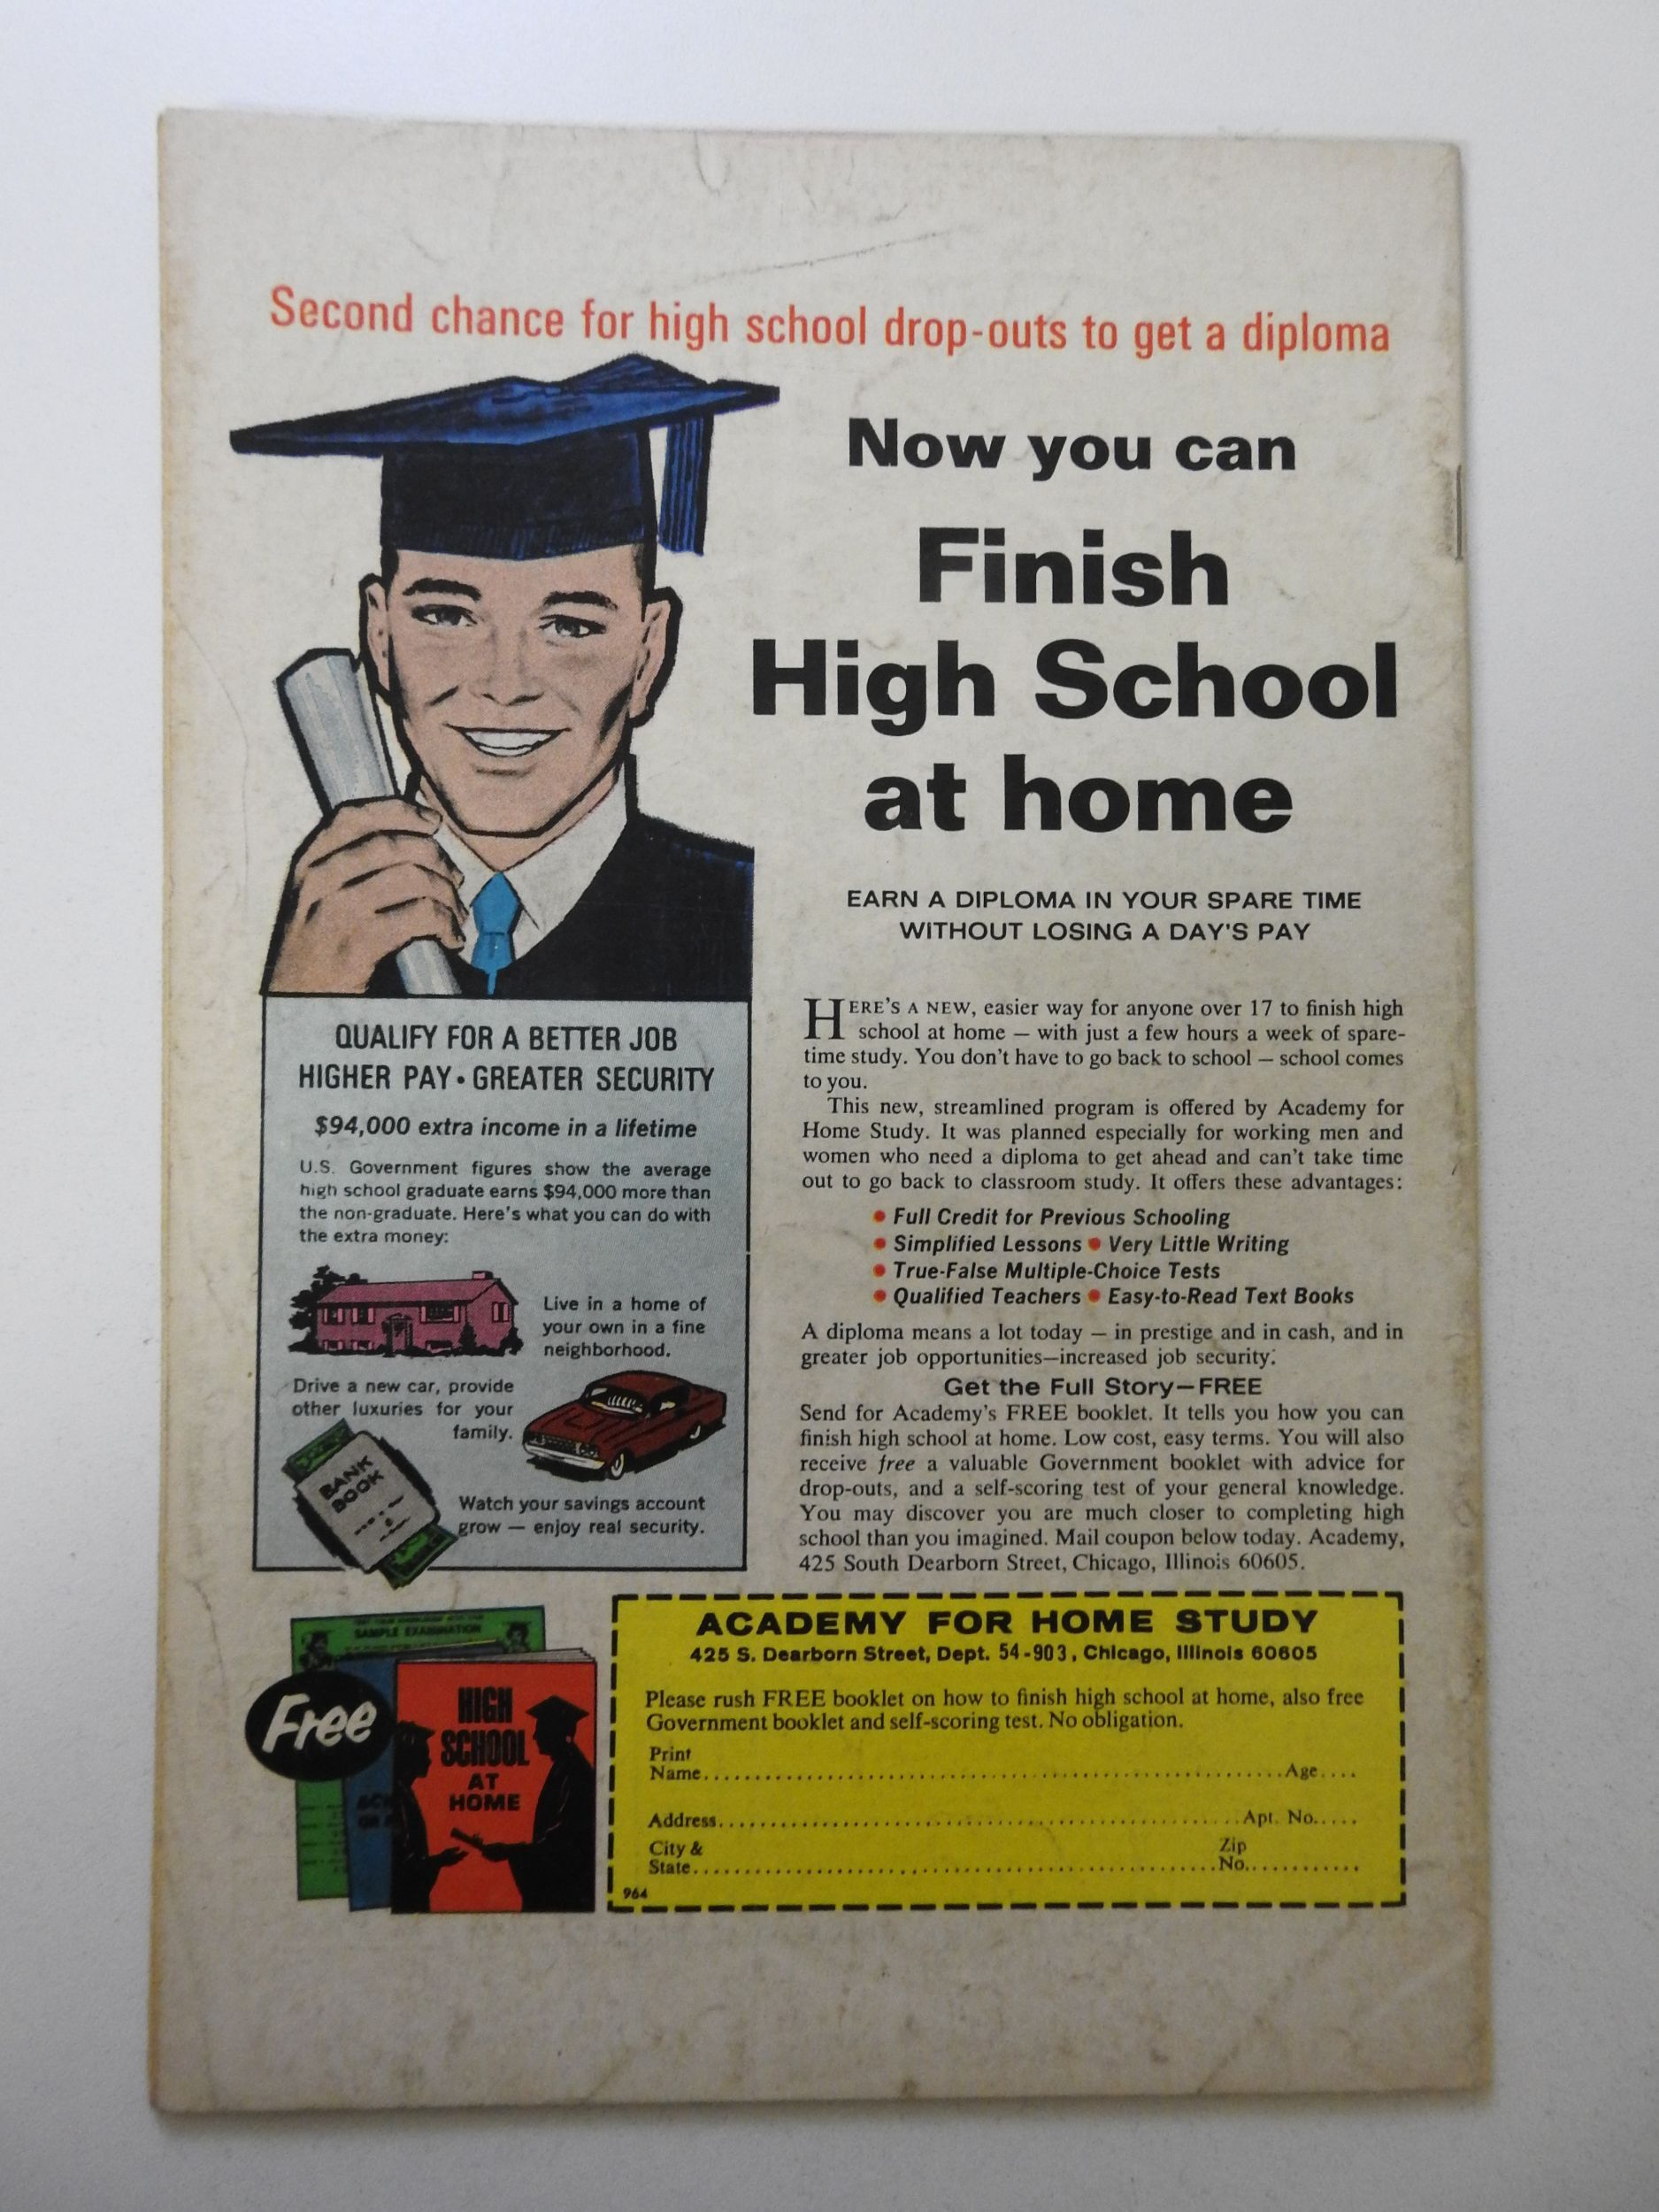 Second chance for high school drop-outs to get a diploma
Now you can
Finish
High School
at home
EARN A DIPLOMA IN YOUR SPARE TIME
WITHOUT LOSING A DAY'S PAY
HERE'S A NEW, easier way for anyone over 17 to finish high
school at home — with just a few hours a week of spare-
time study. You don't have to go back to school — school comes
to you.
This new, streamlined program is offered by Academy for
Home Study. It was planned especially for working men and
women who need a diploma to get ahead and can't take time
out to go back to classroom study. It offers these advantages:
• Full Credit for Previous Schooling
• Simplified Lessons • Very Little Writing
• True-False Multiple-Choice Tests
• Qualified Teachers • Easy-to-Read Text Books
A diploma means a lot today — in prestige and in cash, and in
greater job opportunities—increased job security.
Get the Full Story—FREE
Send for Academy's FREE booklet. It tells you how you can
finish high school at home. Low cost, easy terms. You will also
receive free a valuable Government booklet with advice for
drop-outs, and a self-scoring test of your general knowledge.
You may discover you are much closer to completing high
school than you imagined. Mail coupon below today. Academy,
425 South Dearborn Street, Chicago, Illinois 60605.
QUALIFY FOR A BETTER JOB
HIGHER PAY • GREATER SECURITY
$94,000 extra income in a lifetime
U.S. Government figures show the average
high school graduate earns $94,000 more than
the non-graduate. Here's what you can do with
the extra money:
Live in a home of
your own in a fine
neighborhood.
Drive a new car, provide
other luxuries for your
family.
BANK
BOOK
Watch your savings account
grow — enjoy real security.
SAMPLE EXAMINATION
Free
HIGH
SCHOOL
AT
HOME
ACADEMY FOR HOME STUDY
425 S. Dearborn Street, Dept. 54-903, Chicago, Illinois 60605
Please rush FREE booklet on how to finish high school at home, also free
Government booklet and self-scoring test. No obligation.
Print
Name..........Age....
Address..........Apt. No.....
City & Zip
State..........No..........
964